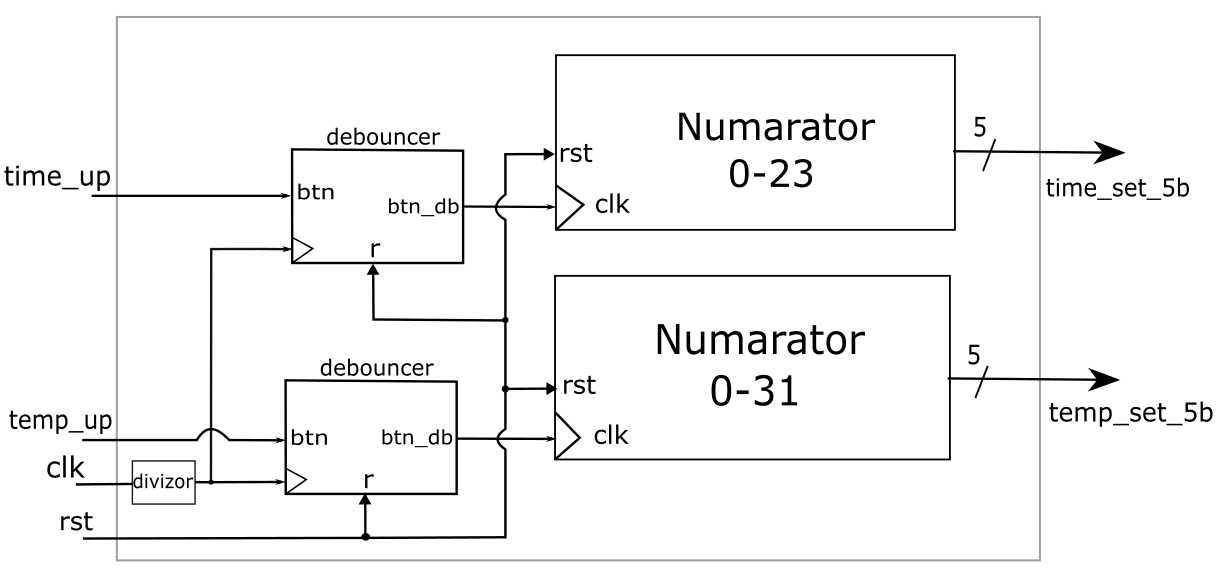 debouncer
time_up
btn
btn_db
r
rst
clk
Numarator
0-23
5
time_set_5b
debouncer
temp_up
btn
btn_db
r
clk
divizor
rst
rst
clk
Numarator
0-31
5
temp_set_5b